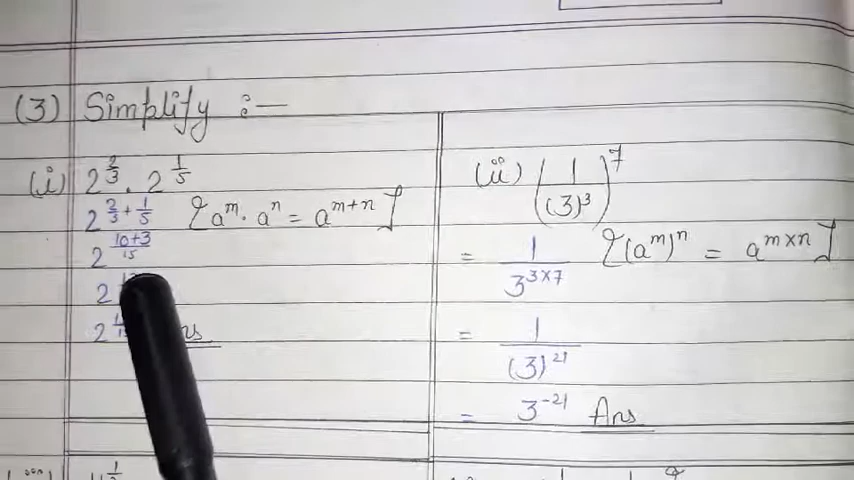 (3) Simplify :—
(i) 2^{2/3} . 2^{1/5}
2^{2/3 + 1/5} [a^m . a^n = a^{m+n}]
2^{(10+3)/15}
2
2
(ii) (1/(3)^3)^7
= 1/3^{3×7} [(a^m)^n = a^{m×n}]
= 1/(3)^{21}
= 3^{-21} Ans